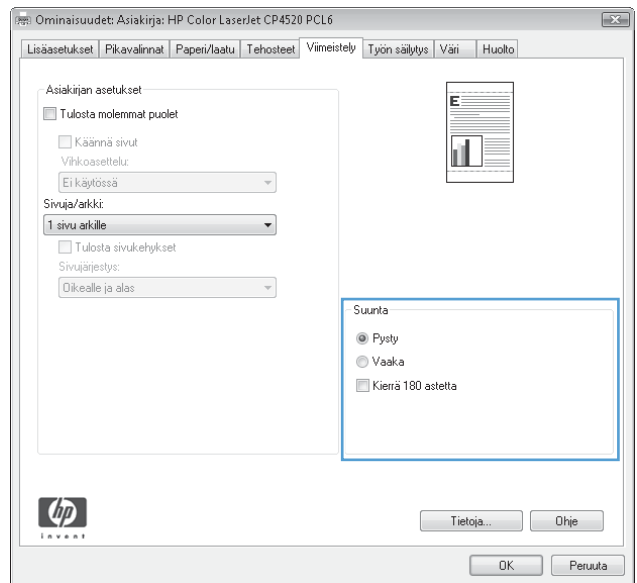 Ominaisuudet: Asiakirja: HP Color LaserJet CP4520 PCL6
Lisäasetukset Pikavalinnat Paperi/laatu Tehosteet Viimeistely Työn säilytys Väri Huolto
Asiakirjan asetukset
Tulosta molemmat puolet
Käännä sivut
Vihkoasettelu:
Ei käytössä
Sivuja/arkki:
1 sivu arkille
Tulosta sivukehykset
Sivujärjestys:
Oikealle ja alas
E
Suunta
Pysty
Vaaka
Kierrä 180 astetta
hp
invent
Tietoja... Ohje
OK Peruuta